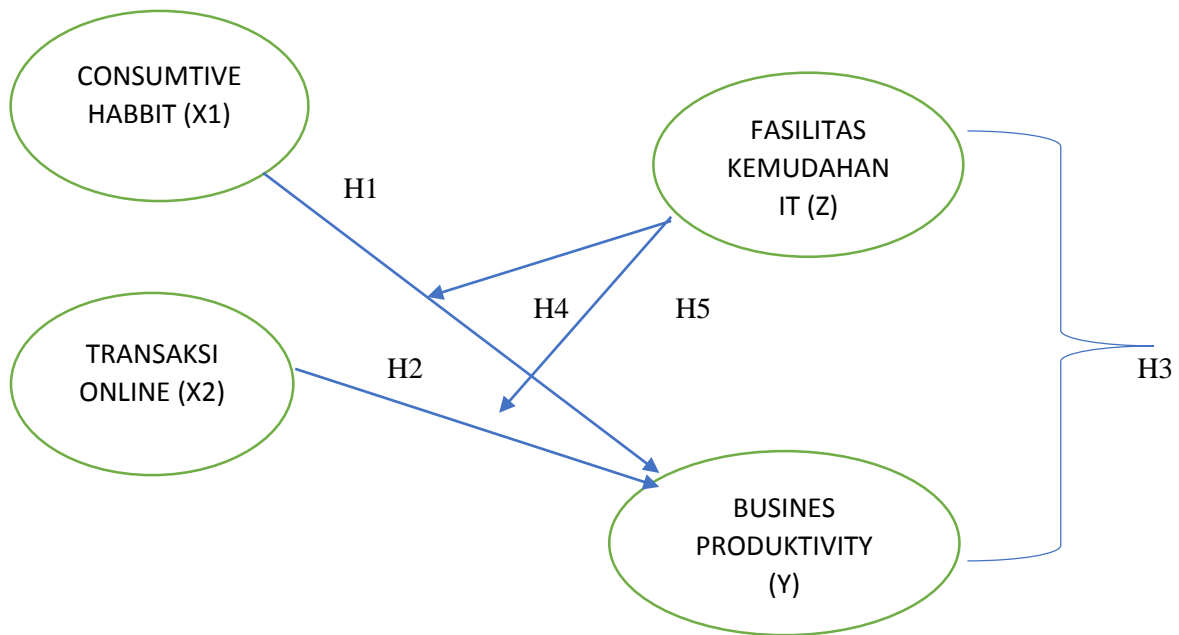 CONSUMTIVE
HABBIT (X1)
FASILITAS
KEMUDAHAN
IT (Z)
H1
H4
H5
TRANSAKSI
ONLINE (X2)
H2
H3
BUSINES
PRODUKTIVITY
(Y)